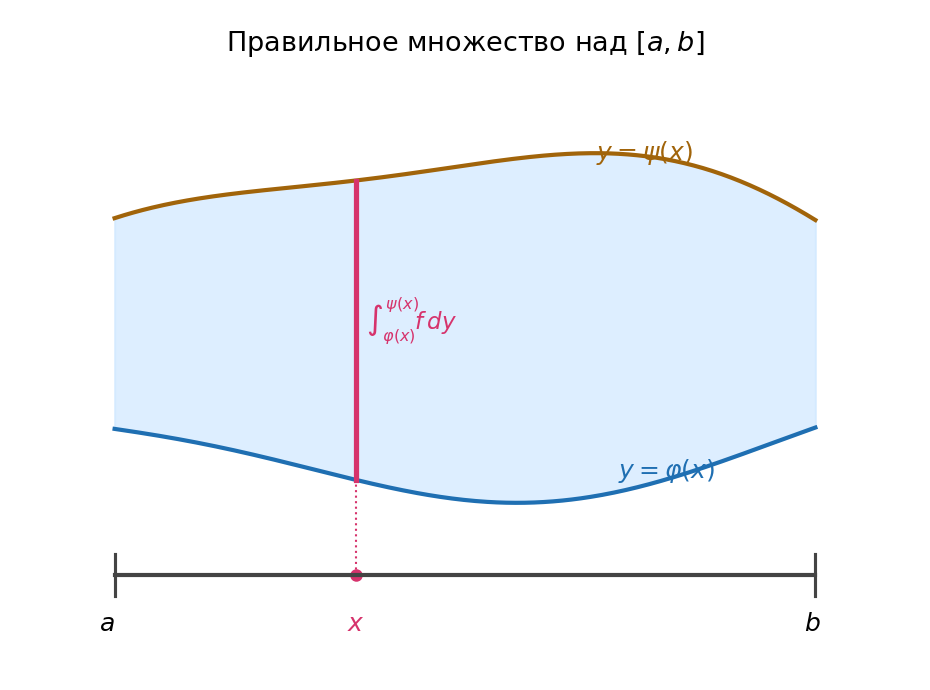 Правильное множество над [a, b]
y = ψ(x)
∫_{φ(x)}^{ψ(x)} f dy
y = φ(x)
a
x
b